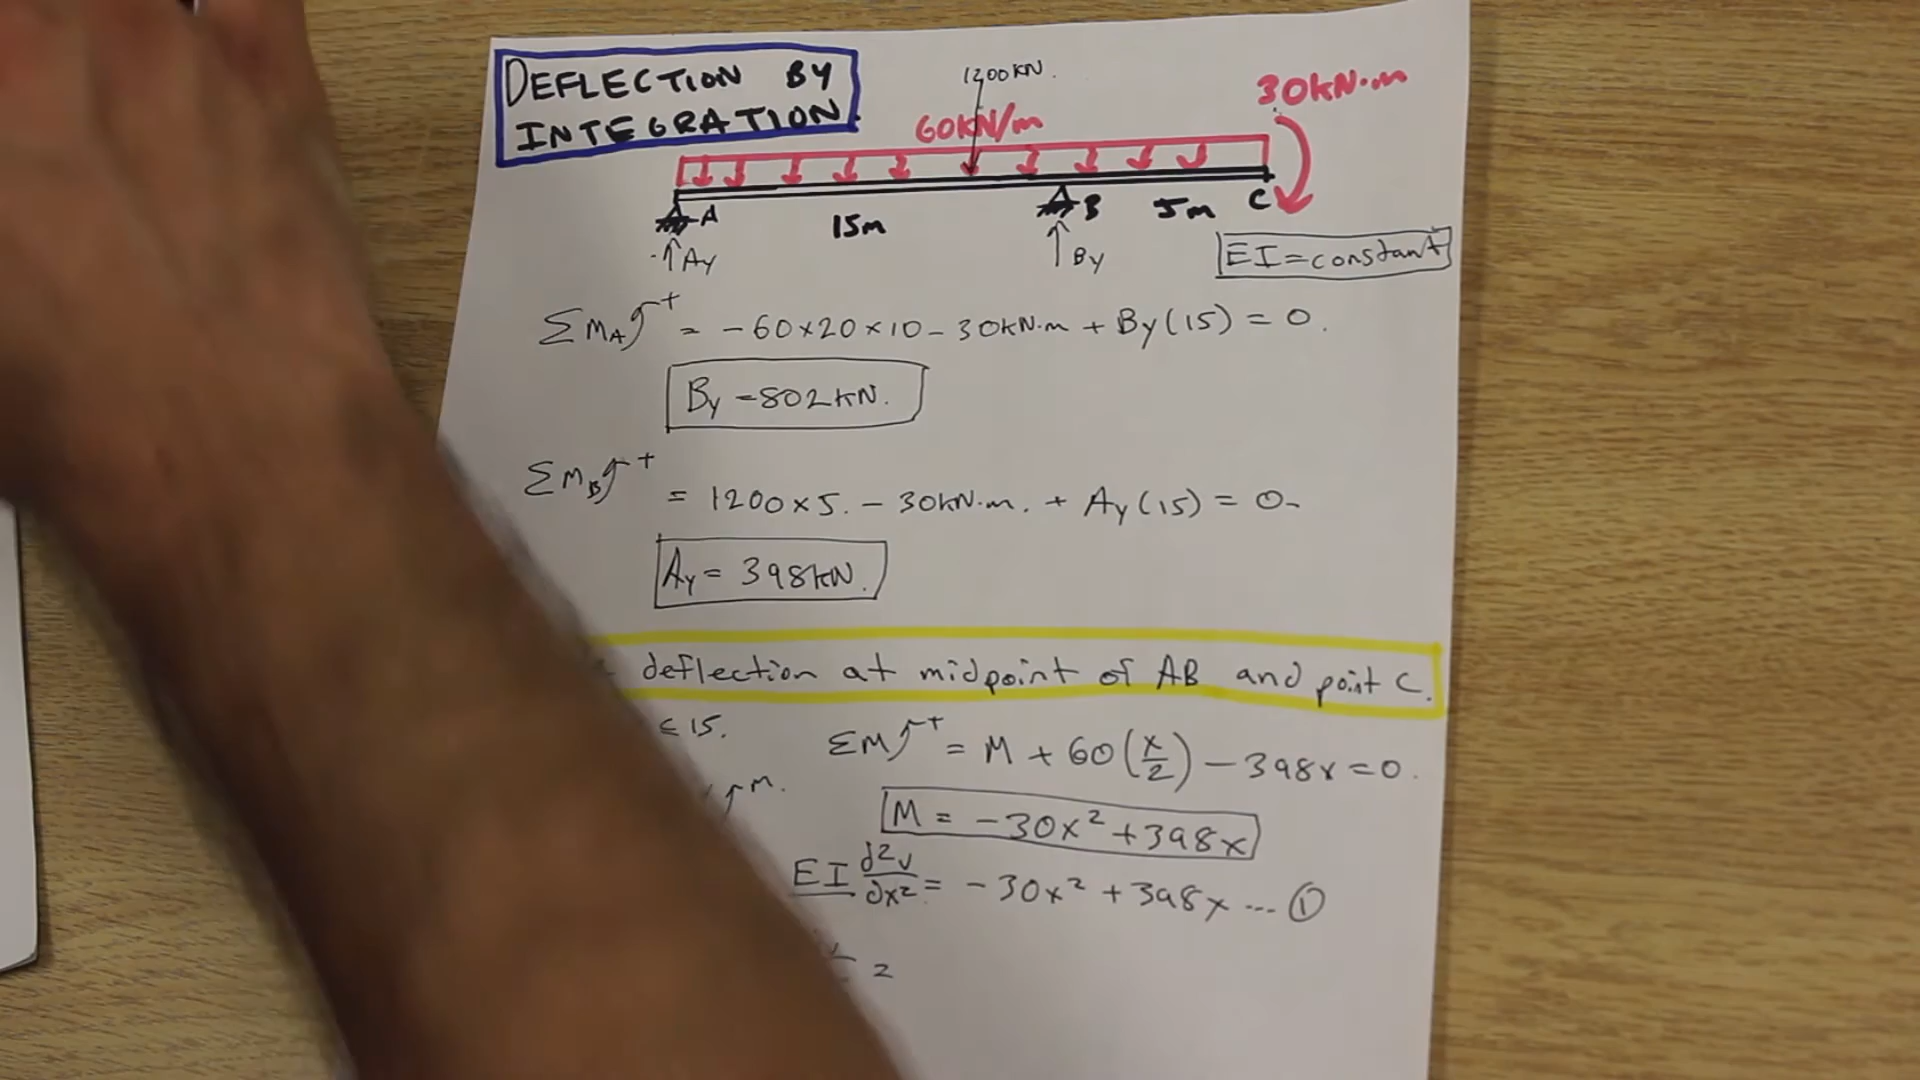 DEFLECTION BY
INTEGRATION.
1200KN.
60KN/m
30KN·m
A
15m
B
5m
C
Ay
By
EI=constant
ΣMA+ = -60×20×10-30KN·m + By(15) = 0.
By = 802KN.
ΣMB+ = 1200×5. - 30KN·m. + Ay(15) = 0-
Ay = 398KN.
deflection at midpoint of AB and point C.
≤ 15.
ΣM+ = M + 60(x/2) - 398x = 0.
M.
M = -30x² + 398x
EI d²v/dx² = -30x² + 398x ... ①
=